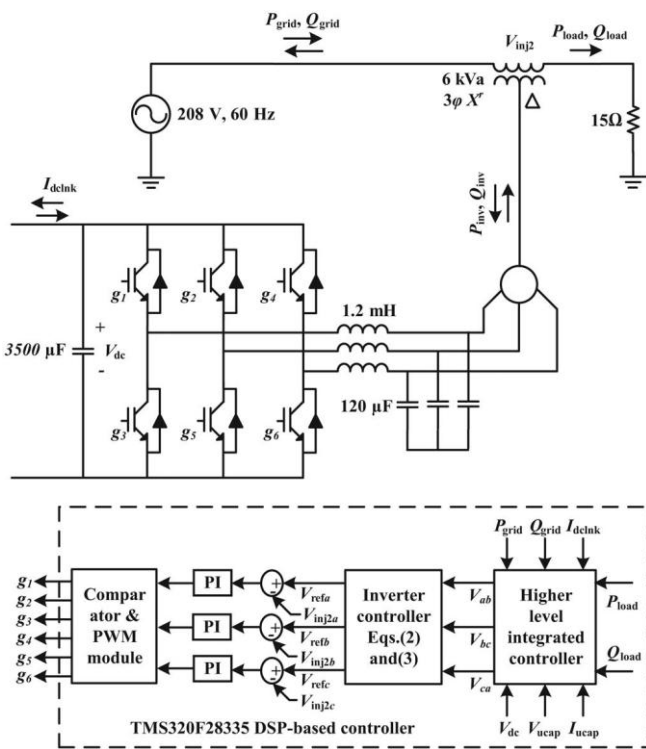 P_grid, Q_grid
V_inj2
P_load, Q_load
6 kVa
3φ X^r
Δ
208 V, 60 Hz
15Ω
I_dclnk
P_inv, Q_inv
g1
g2
g4
1.2 mH
+
3500 µF
V_dc
-
120 µF
g3
g5
g6
P_grid
Q_grid
I_dclnk
g1
g2
g3
g4
g5
g6
Compar
ator &
PWM
module
PI
PI
PI
+
-
+
-
+
-
V_refa
V_inj2a
V_refb
V_inj2b
V_refc
V_inj2c
Inverter
controller
Eqs.(2)
and(3)
V_ab
V_bc
V_ca
Higher
level
integrated
controller
P_load
Q_load
V_dc
V_ucap
I_ucap
TMS320F28335 DSP-based controller